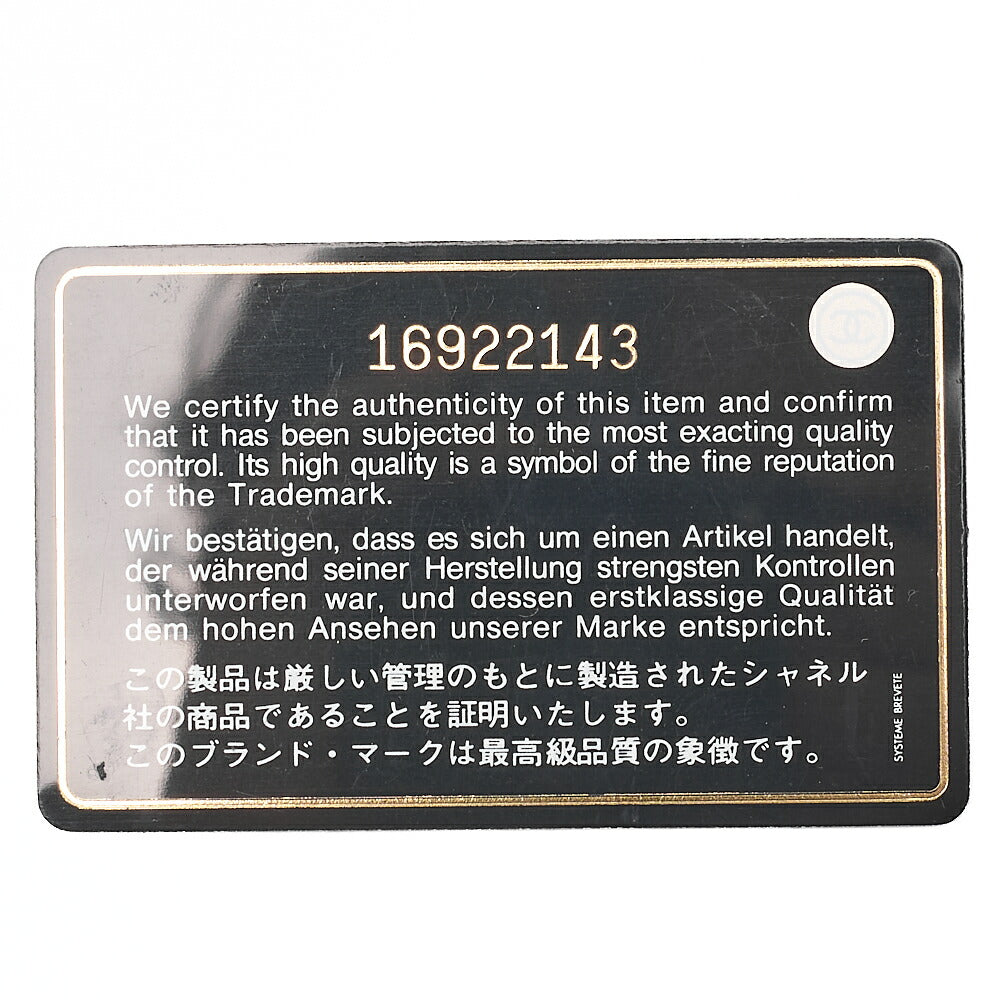 16922143
We certify the authenticity of this item and confirm
that it has been subjected to the most exacting quality
control. Its high quality is a symbol of the fine reputation
of the Trademark.
Wir bestätigen, dass es sich um einen Artikel handelt,
der während seiner Herstellung strengsten Kontrollen
unterworfen war, und dessen erstklassige Qualität
dem hohen Ansehen unserer Marke entspricht.
この製品は厳しい管理のもとに製造されたシャネル
社の商品であることを証明いたします。
このブランド・マークは最高級品質の象徴です。
SYSTEME BREVETE